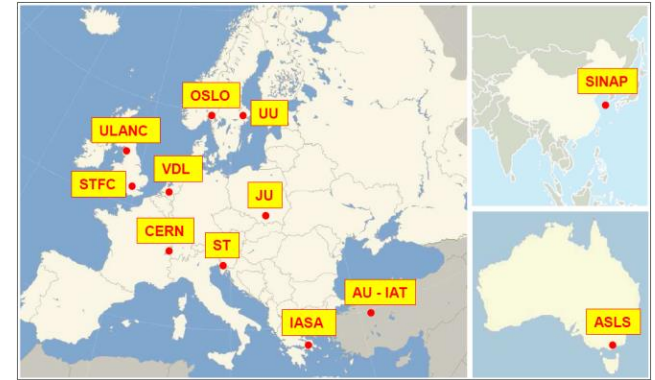 OSLO
UU
ULANC
VDL
STFC
JU
CERN
ST
AU - IAT
IASA
SINAP
ASLS